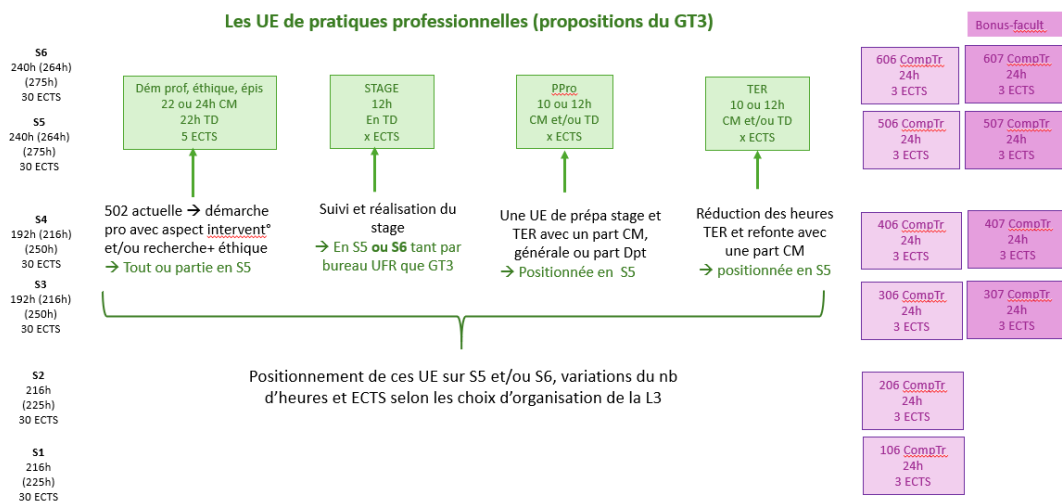 Les UE de pratiques professionnelles (propositions du GT3)
Bonus-facult
S6
240h (264h)
(275h)
30 ECTS
S5
240h (264h)
(275h)
30 ECTS
Dém prof, éthique, épis
22 ou 24h CM
22h TD
5 ECTS
STAGE
12h
En TD
x ECTS
PPro
10 ou 12h
CM et/ou TD
x ECTS
TER
10 ou 12h
CM et/ou TD
x ECTS
606 CompTr
24h
3 ECTS
607 CompTr
24h
3 ECTS
506 CompTr
24h
3 ECTS
507 CompTr
24h
3 ECTS
S4
192h (216h)
(250h)
30 ECTS
S3
192h (216h)
(250h)
30 ECTS
502 actuelle → démarche
pro avec aspect intervent°
et/ou recherche+ éthique
→ Tout ou partie en S5
Suivi et réalisation du
stage
→ En S5 ou S6 tant par
bureau UFR que GT3
Une UE de prépa stage et
TER avec un part CM,
générale ou part Dpt
→ Positionnée en S5
Réduction des heures
TER et refonte avec
une part CM
→ positionnée en S5
406 CompTr
24h
3 ECTS
407 CompTr
24h
3 ECTS
306 CompTr
24h
3 ECTS
307 CompTr
24h
3 ECTS
S2
216h
(225h)
30 ECTS
Positionnement de ces UE sur S5 et/ou S6, variations du nb
d'heures et ECTS selon les choix d'organisation de la L3
206 CompTr
24h
3 ECTS
S1
216h
(225h)
30 ECTS
106 CompTr
24h
3 ECTS